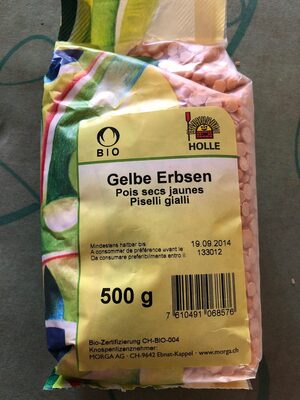 BIO
HOLLE
Gelbe Erbsen
Pois secs jaunes
Piselli gialli
Mindestens haltbar bis:
A consommer de préférence avant le
Da consumare preferibilmente entro il
19.09.2014
133012
500 g
7 610491 068576
Bio-Zertifizierung CH-BIO-004
Knospenlizenznehmer:
MORGA AG · CH-9642 Ebnat-Kappel · www.morga.ch